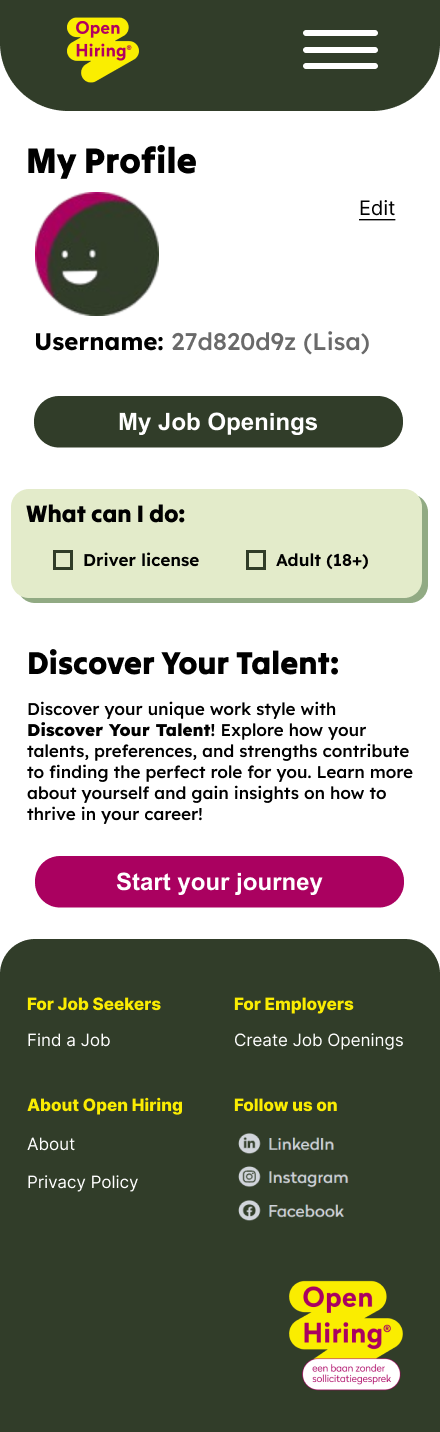 Open
Hiring®
My Profile
Edit
Username: 27d820d9z (Lisa)
My Job Openings
What can I do:
Driver license
Adult (18+)
Discover Your Talent:
Discover your unique work style with
Discover Your Talent! Explore how your
talents, preferences, and strengths contribute
to finding the perfect role for you. Learn more
about yourself and gain insights on how to
thrive in your career!
Start your journey
For Job Seekers
Find a Job
For Employers
Create Job Openings
About Open Hiring
About
Privacy Policy
Follow us on
LinkedIn
Instagram
Facebook
Open
Hiring®
een baan zonder
sollicitatiegesprek